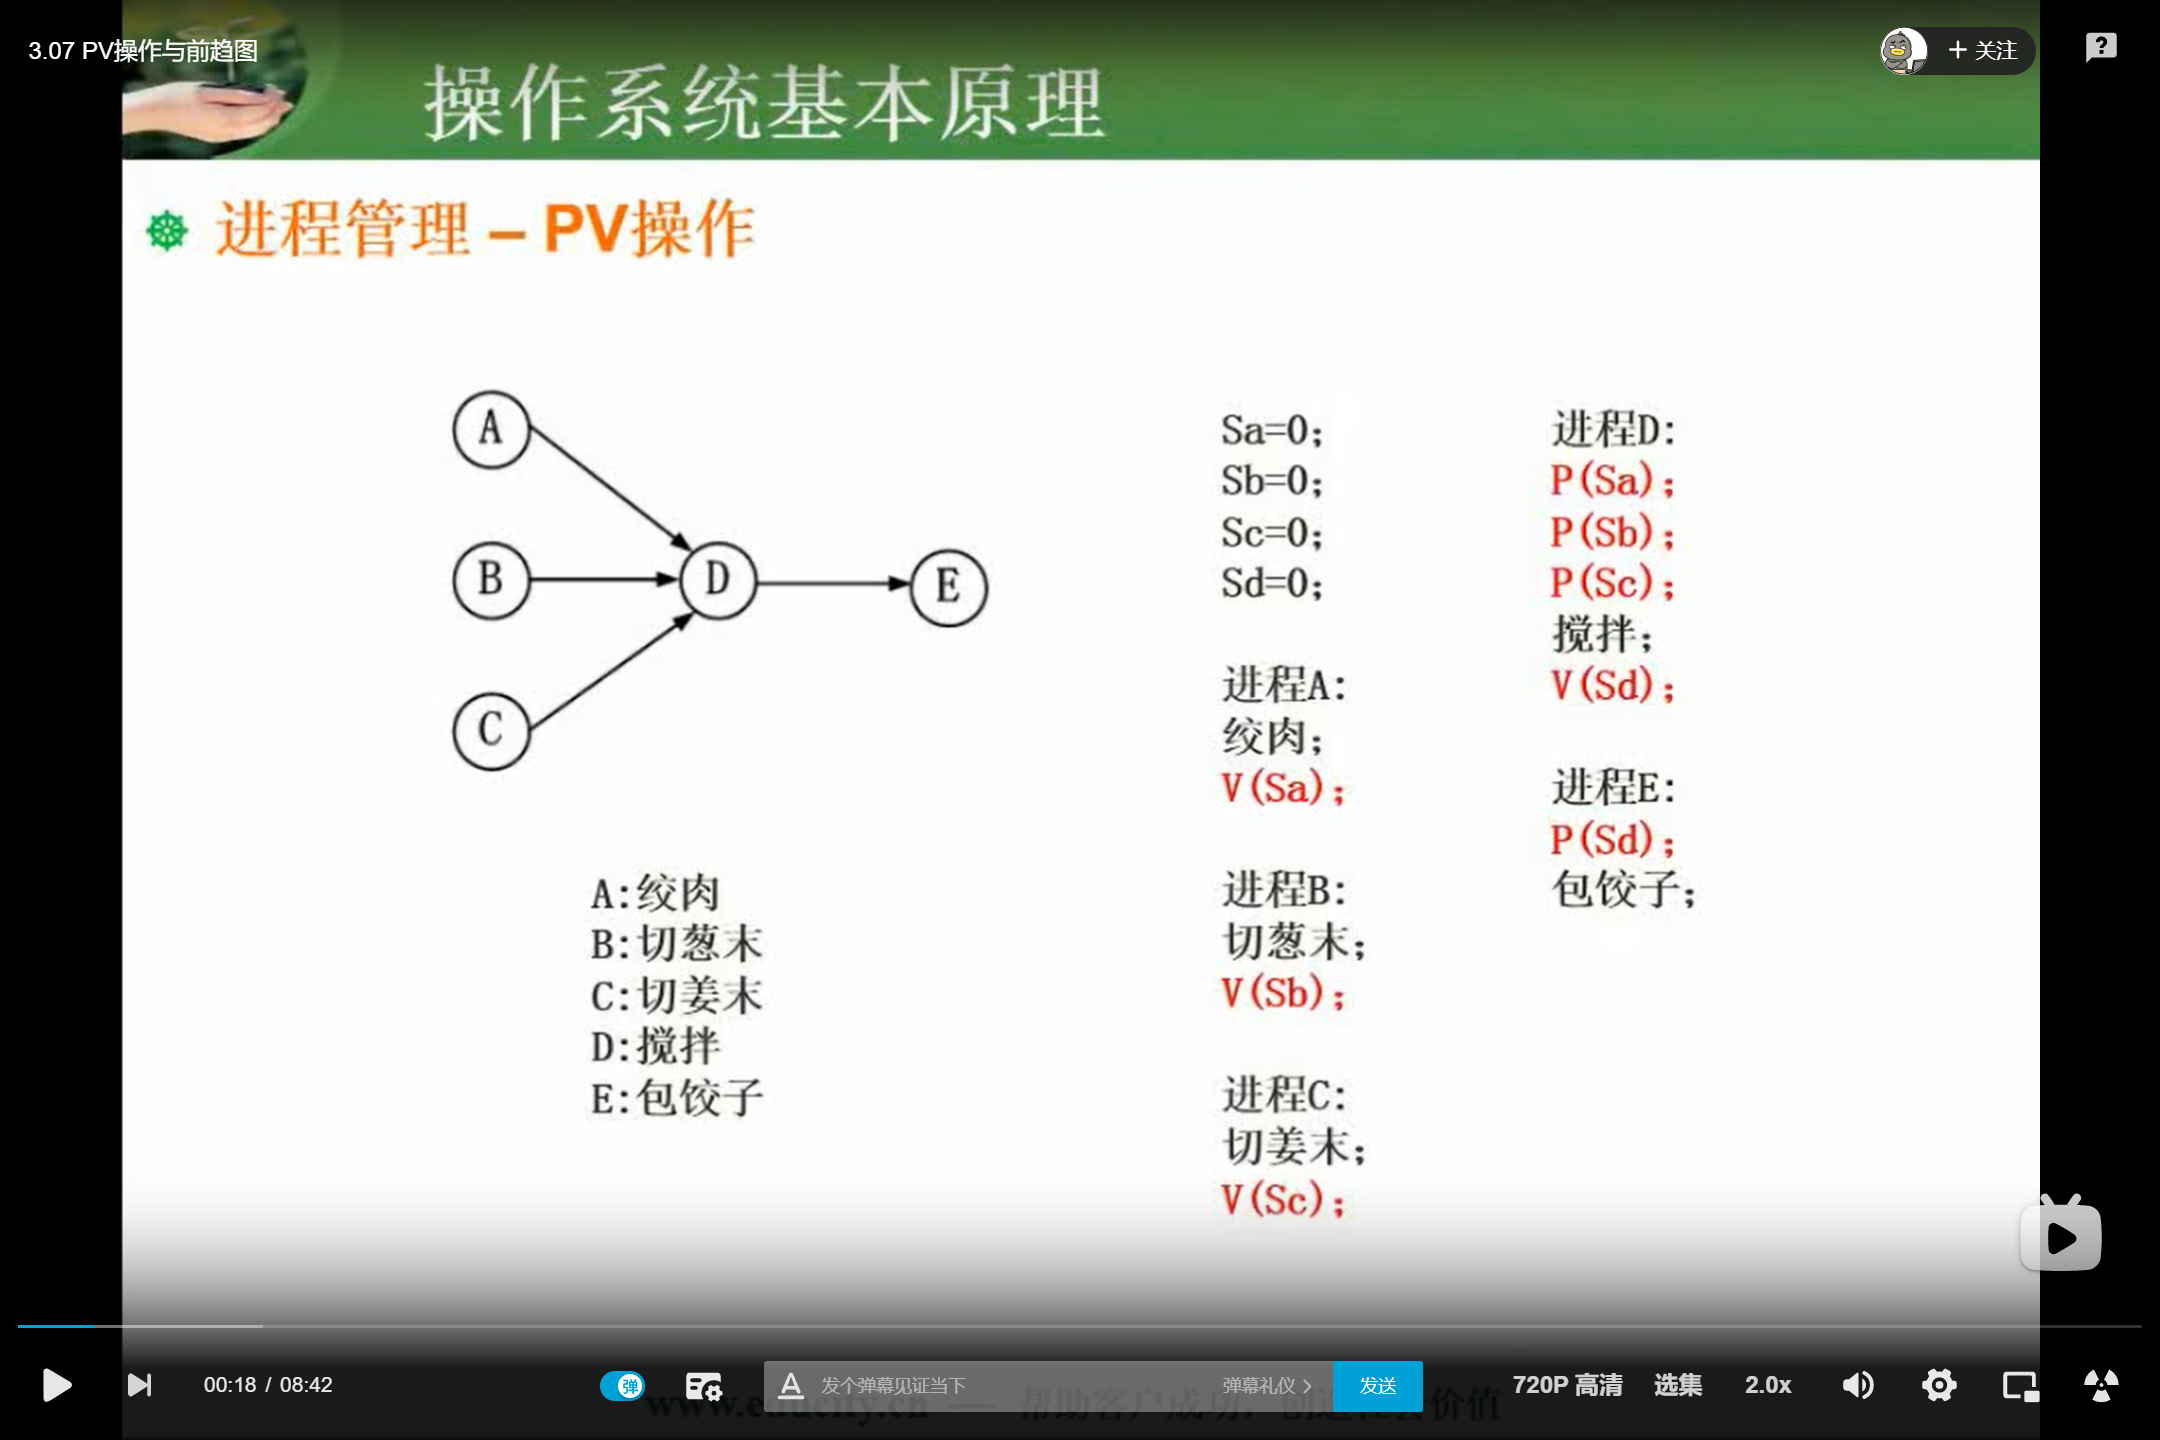 3.07 PV操作与前趋图
+ 关注
操作系统基本原理
进程管理 – PV操作
A
B
C
D
E
A:绞肉
B:切葱末
C:切姜末
D:搅拌
E:包饺子
Sa=0;
Sb=0;
Sc=0;
Sd=0;
进程A:
绞肉;
V(Sa);
进程B:
切葱末;
V(Sb);
进程C:
切姜末;
V(Sc);
进程D:
P(Sa);
P(Sb);
P(Sc);
搅拌;
V(Sd);
进程E:
P(Sd);
包饺子;
00:18 / 08:42
弹
A 发个弹幕见证当下
弹幕礼仪 >
发送
720P 高清
选集
2.0x
www.educity.cn — 帮助客户成功，创造社会价值